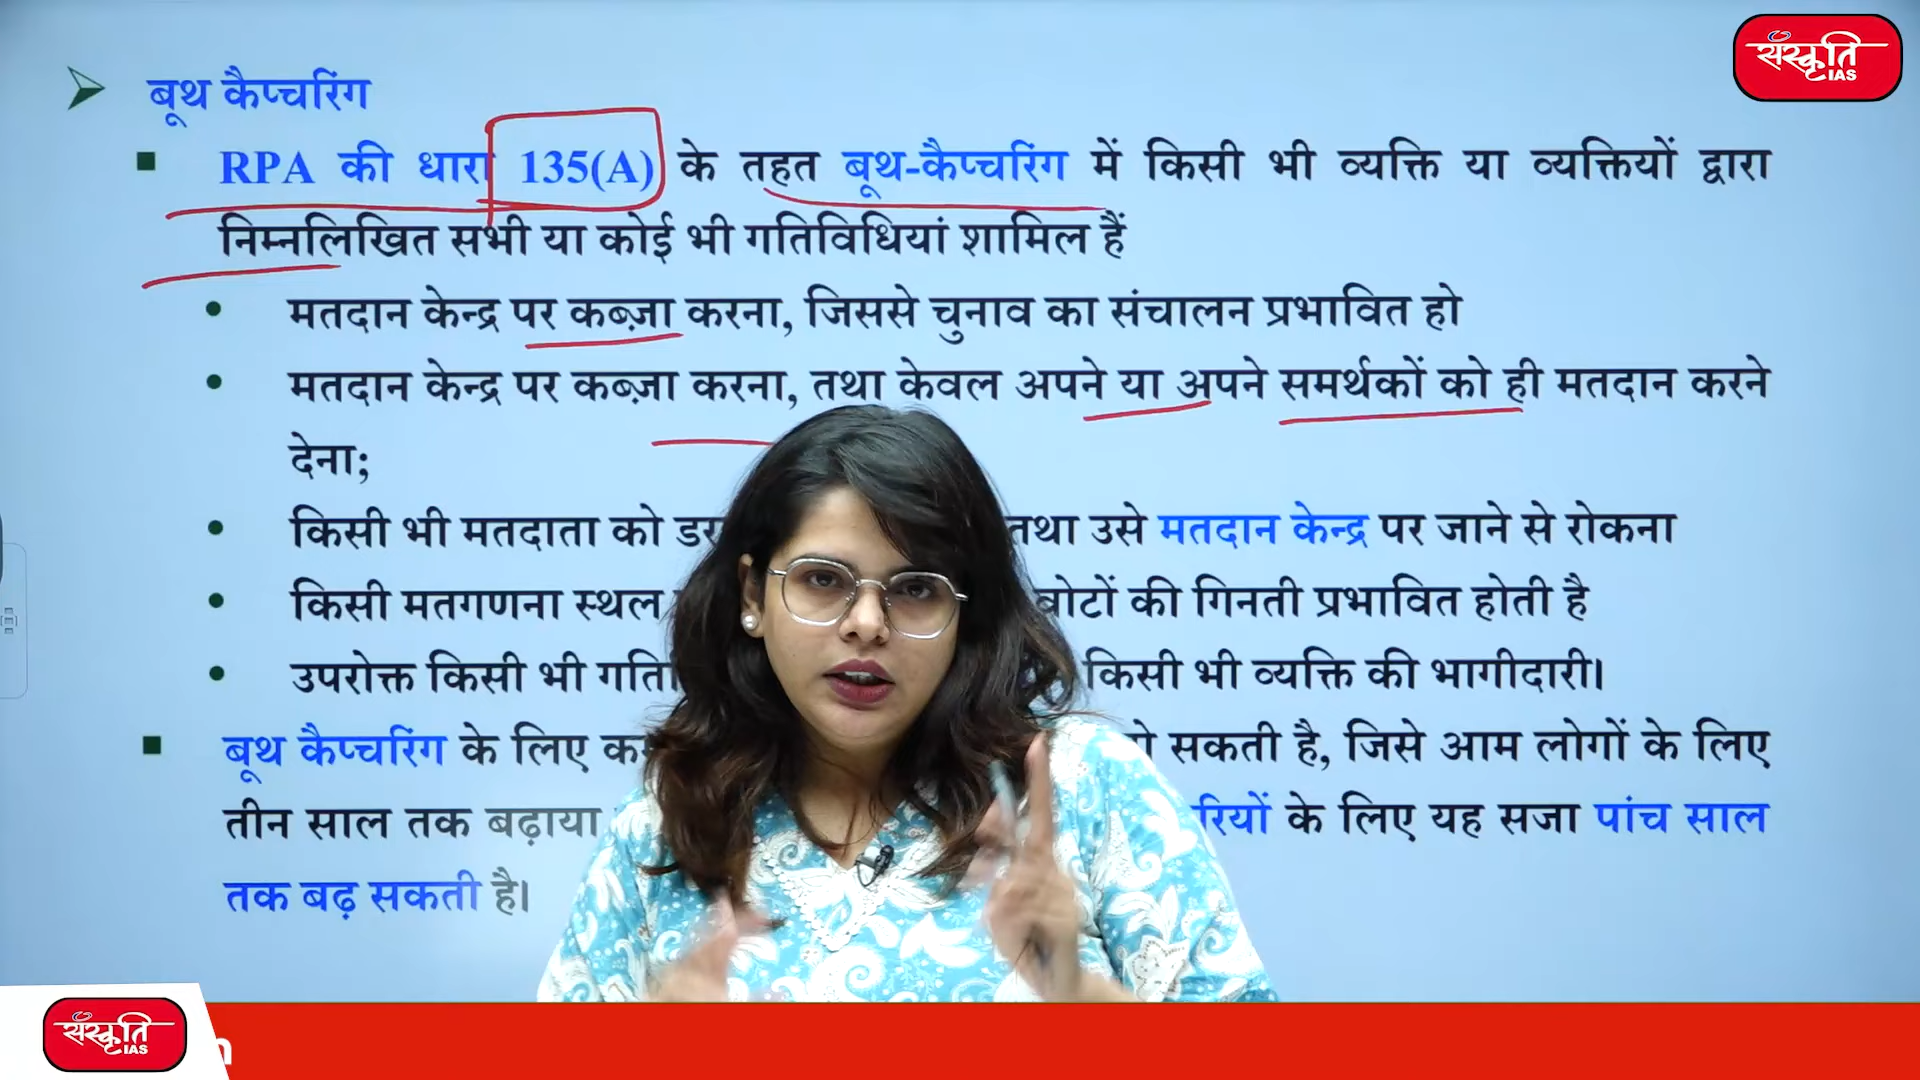 संस्कृति
IAS
बूथ कैप्चरिंग
RPA की धारा 135(A) के तहत बूथ-कैप्चरिंग में किसी भी व्यक्ति या व्यक्तियों द्वारा
निम्नलिखित सभी या कोई भी गतिविधियां शामिल हैं
मतदान केन्द्र पर कब्ज़ा करना, जिससे चुनाव का संचालन प्रभावित हो
मतदान केन्द्र पर कब्ज़ा करना, तथा केवल अपने या अपने समर्थकों को ही मतदान करने
देना;
किसी भी मतदाता को तथा उसे मतदान केन्द्र पर जाने से रोकना
किसी मतगणना स्थल वोटों की गिनती प्रभावित होती है
उपरोक्त किसी भी किसी भी व्यक्ति की भागीदारी।
बूथ कैप्चरिंग के लिए सकती है, जिसे आम लोगों के लिए
तीन साल तक बढ़ाया के लिए यह सजा पांच साल
तक बढ़ सकती है।
संस्कृति
IAS